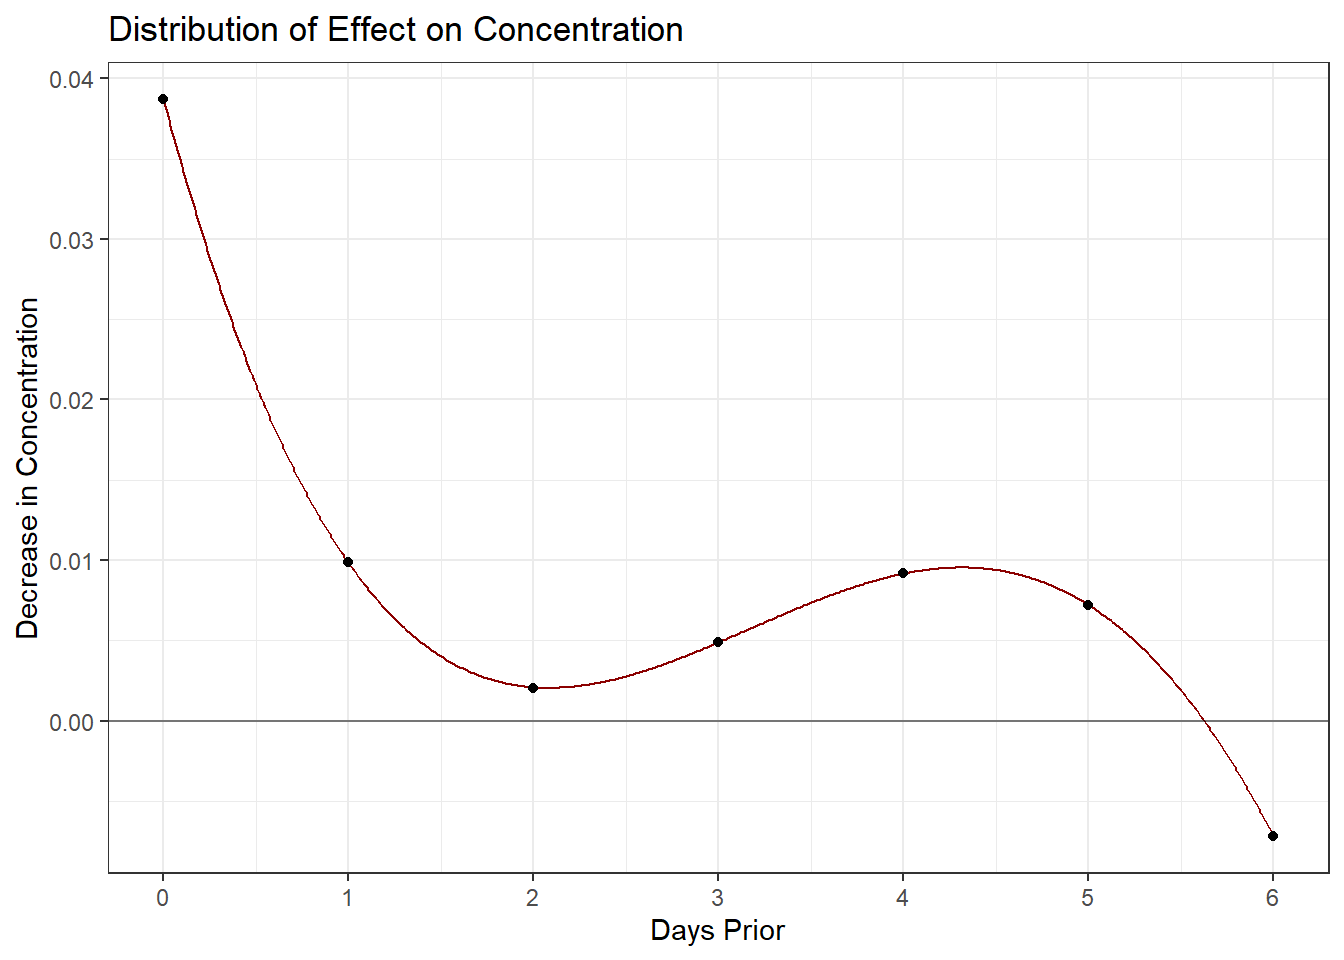 Distribution of Effect on Concentration
Decrease in Concentration
0.04
0.03
0.02
0.01
0.00
0 1 2 3 4 5 6
Days Prior